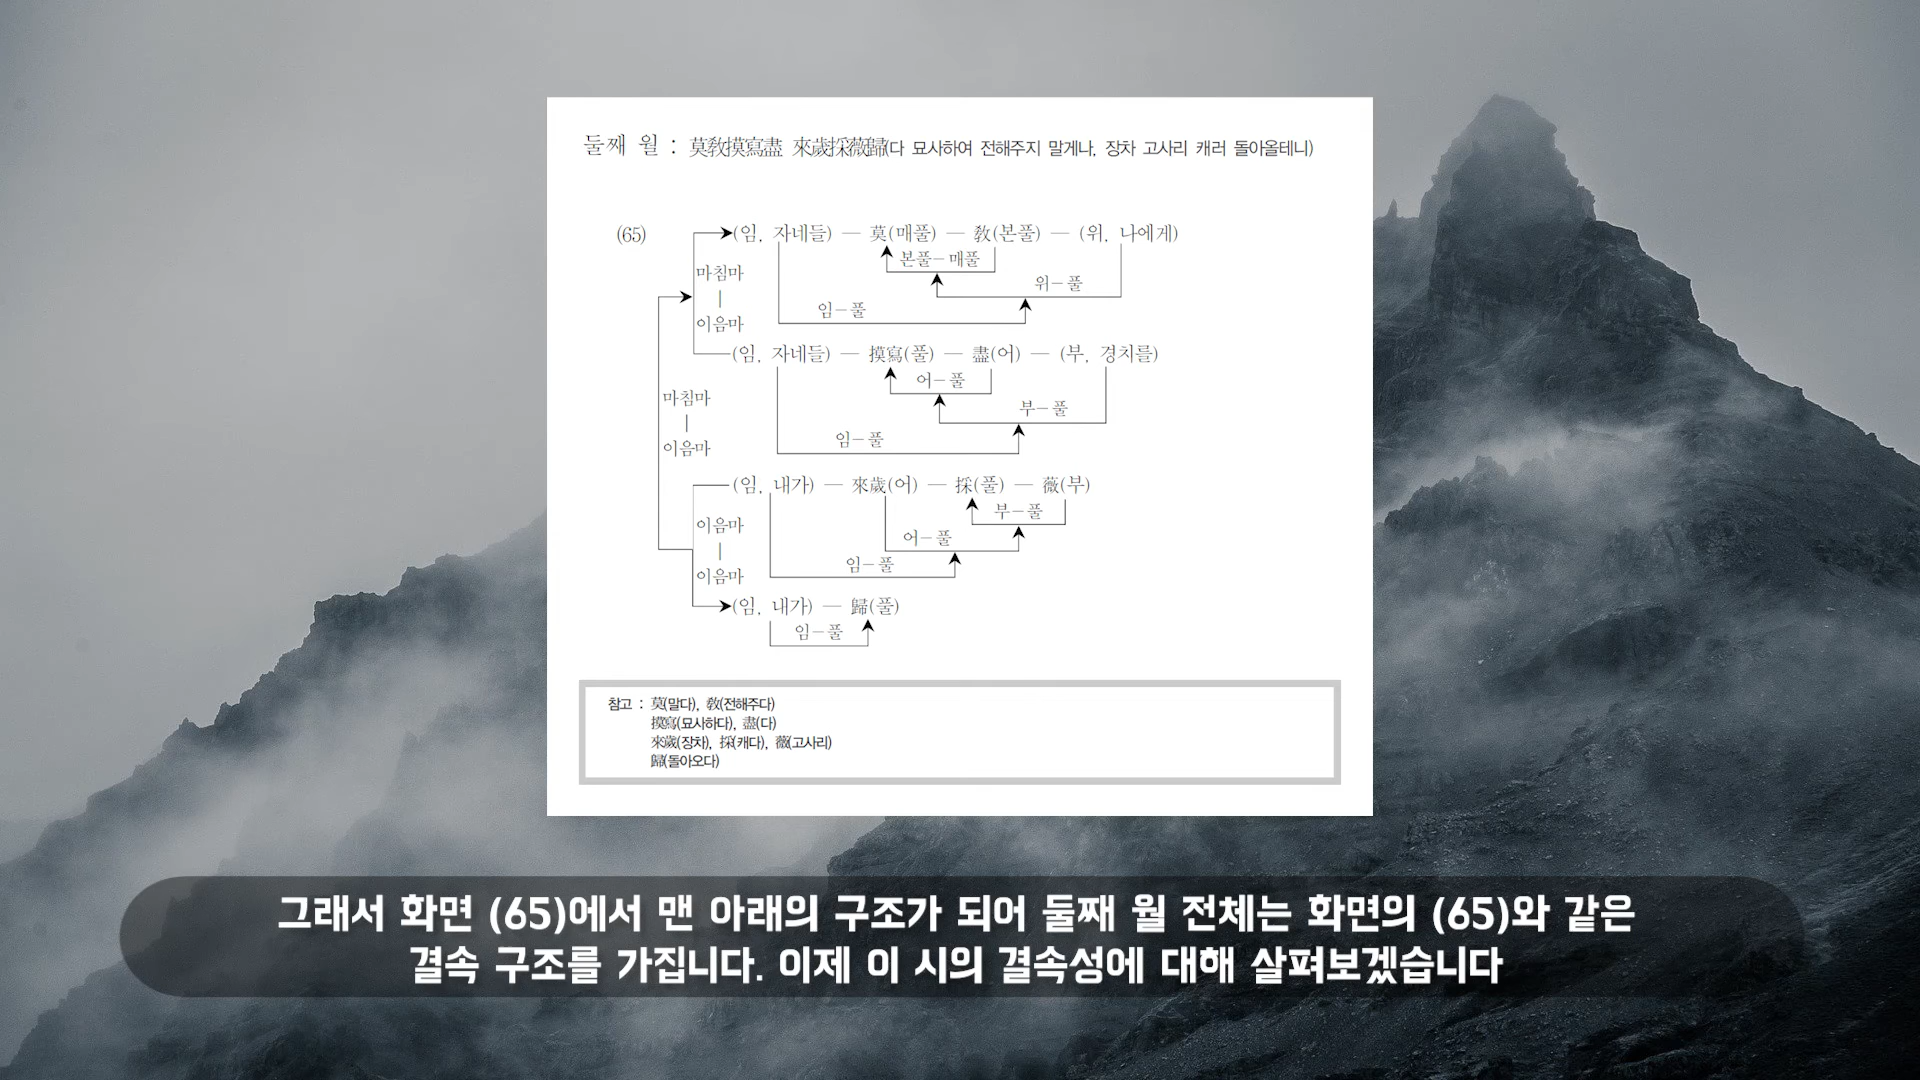 둘째 월 : 莫敎摸寫盡 來歲採薇歸(다 묘사하여 전해주지 말게나, 장차 고사리 캐러 돌아올테니)
(65)
(임, 자네들) — 莫(매풀) — 敎(본풀) — (위, 나에게)
본풀—매풀
마침마
위—풀
|
임—풀
이음마
(임, 자네들) — 摸寫(풀) — 盡(어) — (부, 경치를)
어—풀
마침마
부—풀
|
임—풀
이음마
(임, 내가) — 來歲(어) — 採(풀) — 薇(부)
부—풀
이음마
어—풀
|
임—풀
이음마
(임, 내가) — 歸(풀)
임—풀
참고 : 莫(말다), 敎(전해주다)
摸寫(묘사하다), 盡(다)
來歲(장차), 採(캐다), 薇(고사리)
歸(돌아오다)
그래서 화면 (65)에서 맨 아래의 구조가 되어 둘째 월 전체는 화면의 (65)와 같은
결속 구조를 가집니다. 이제 이 시의 결속성에 대해 살펴보겠습니다